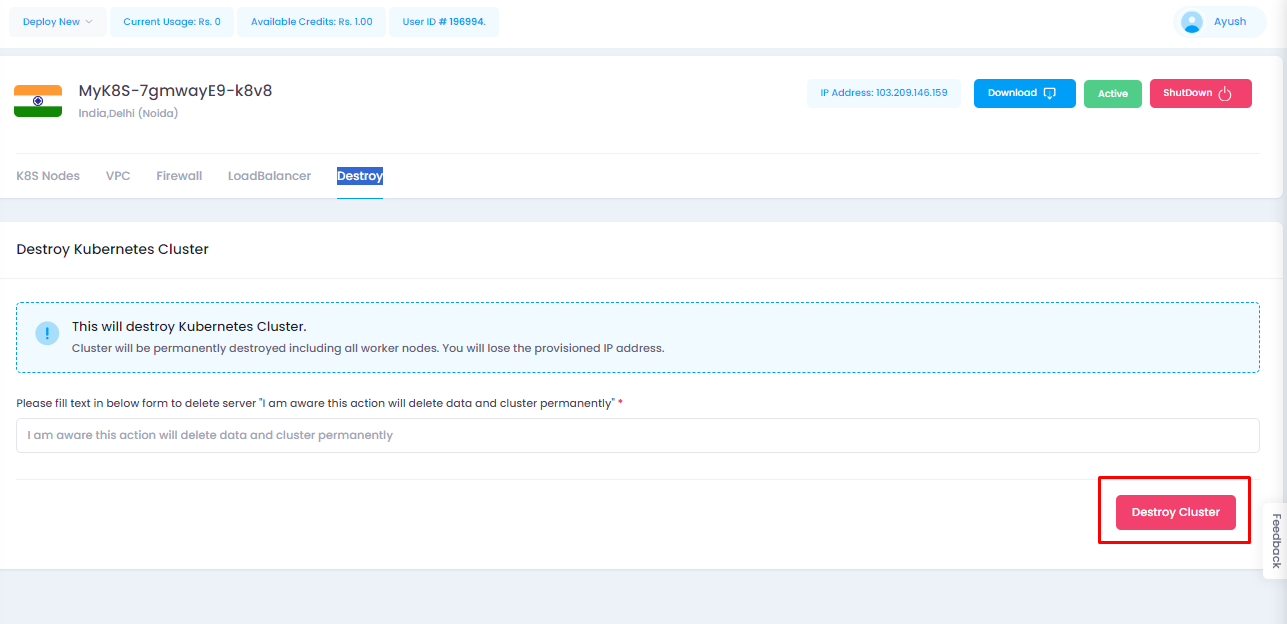 Deploy New Current Usage: Rs. 0 Available Credits: Rs. 1.00 User ID # 196994. Ayush
MyK8S-7gmwayE9-k8v8
India,Delhi (Noida)
IP Address: 103.209.146.159 Download Active ShutDown
K8S Nodes VPC Firewall LoadBalancer Destroy
Destroy Kubernetes Cluster
This will destroy Kubernetes Cluster.
Cluster will be permanently destroyed including all worker nodes. You will lose the provisioned IP address.
Please fill text in below form to delete server "I am aware this action will delete data and cluster permanently" *
I am aware this action will delete data and cluster permanently
Destroy Cluster
Feedback